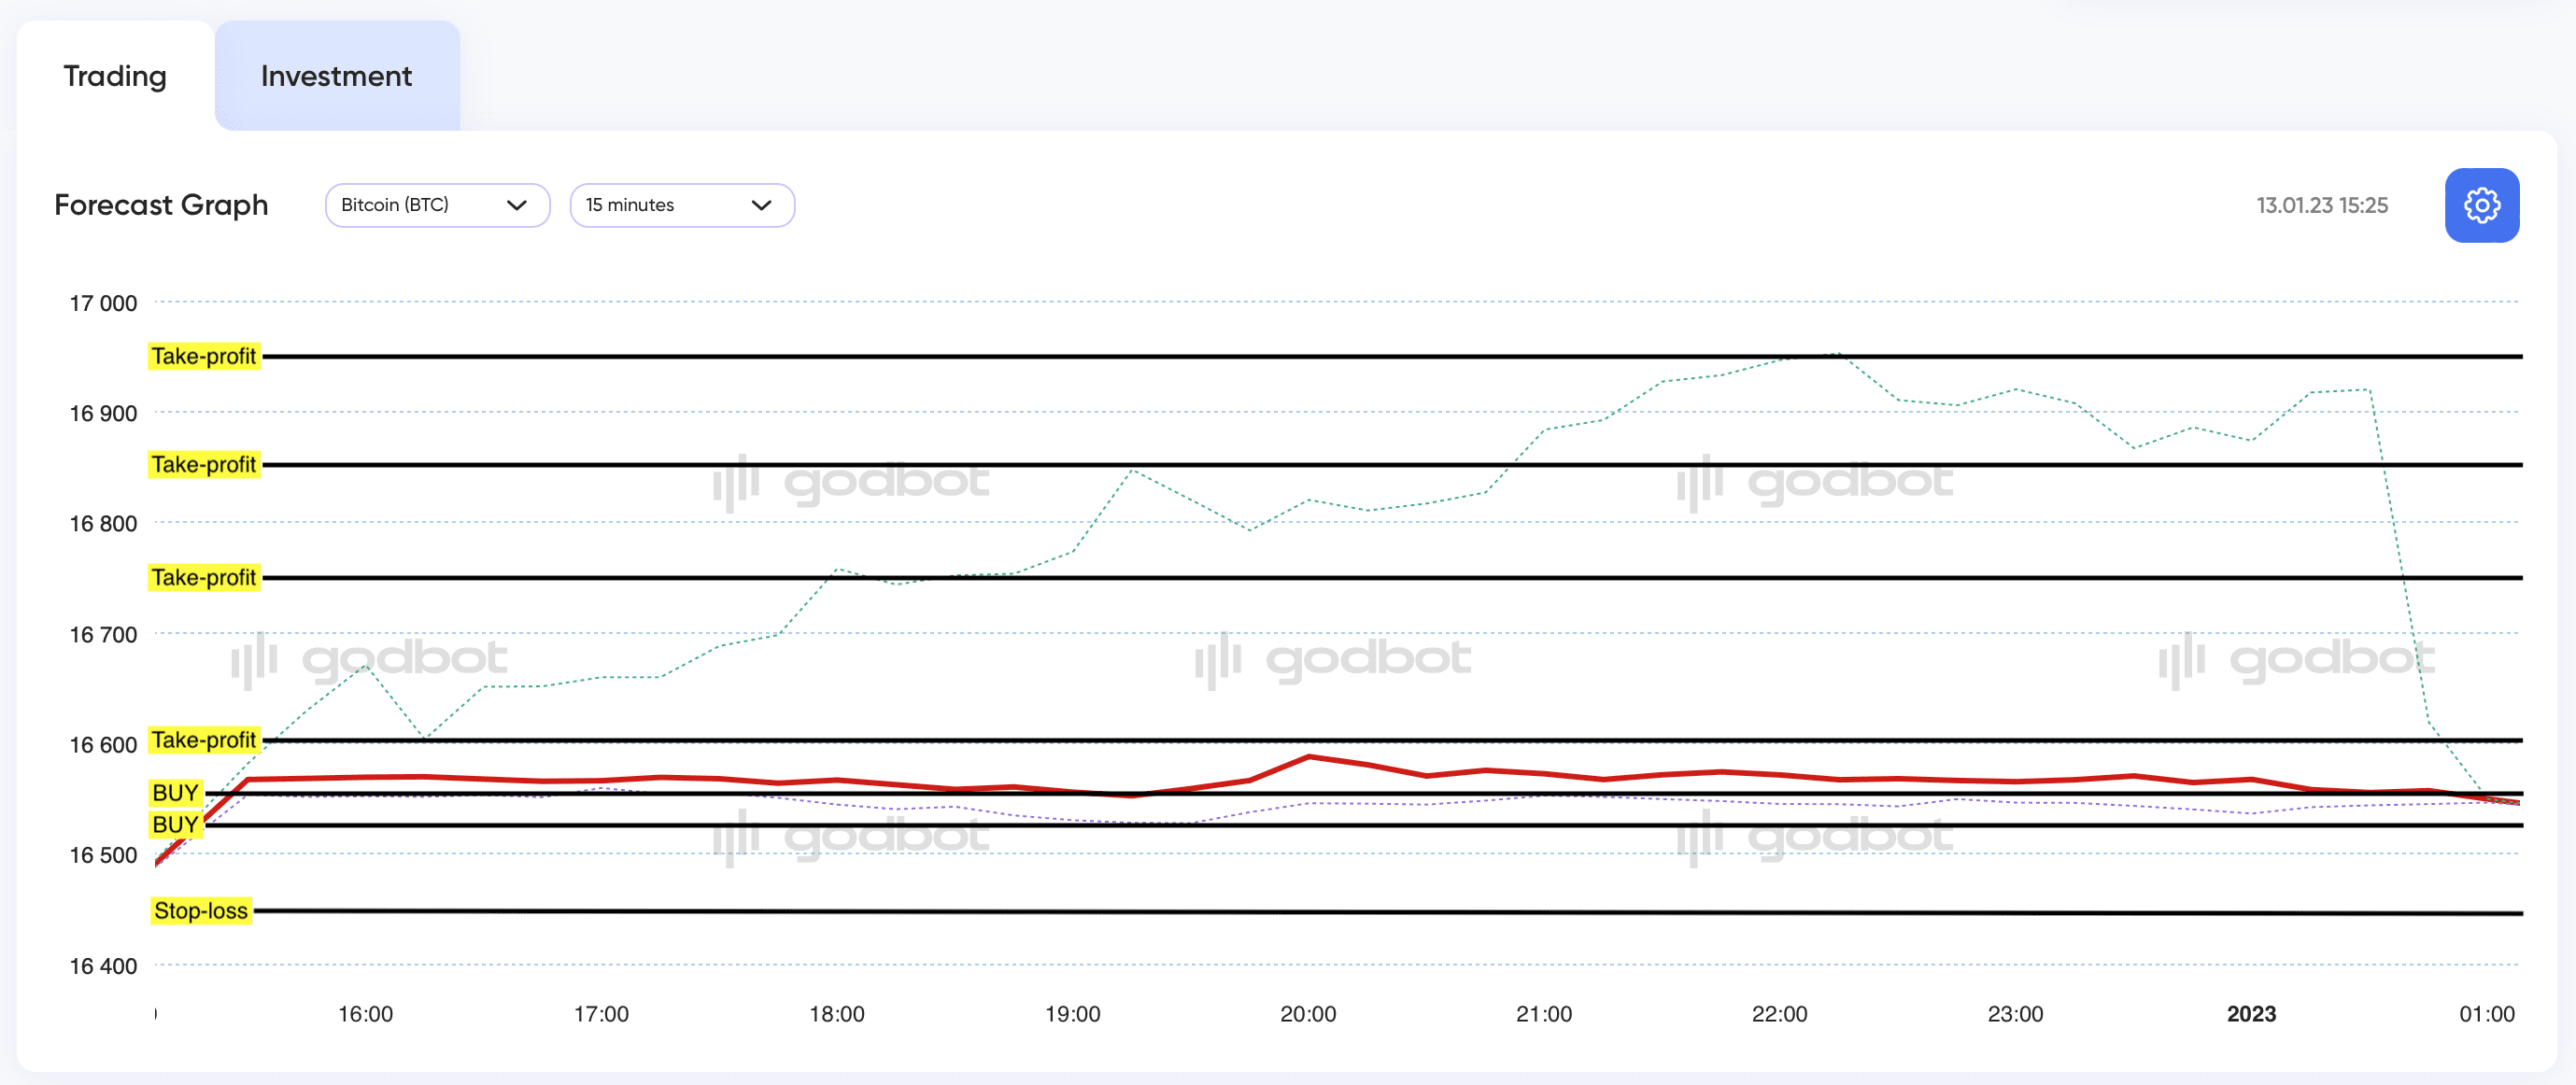 Trading
Investment
Forecast Graph
Bitcoin (BTC)
15 minutes
13.01.23 15:25
17 000
Take-profit
16 900
Take-profit
godbot
godbot
16 800
Take-profit
16 700
godbot
godbot
godbot
16 600
Take-profit
BUY
BUY
godbot
godbot
16 500
Stop-loss
16 400
16:00
17:00
18:00
19:00
20:00
21:00
22:00
23:00
2023
01:00